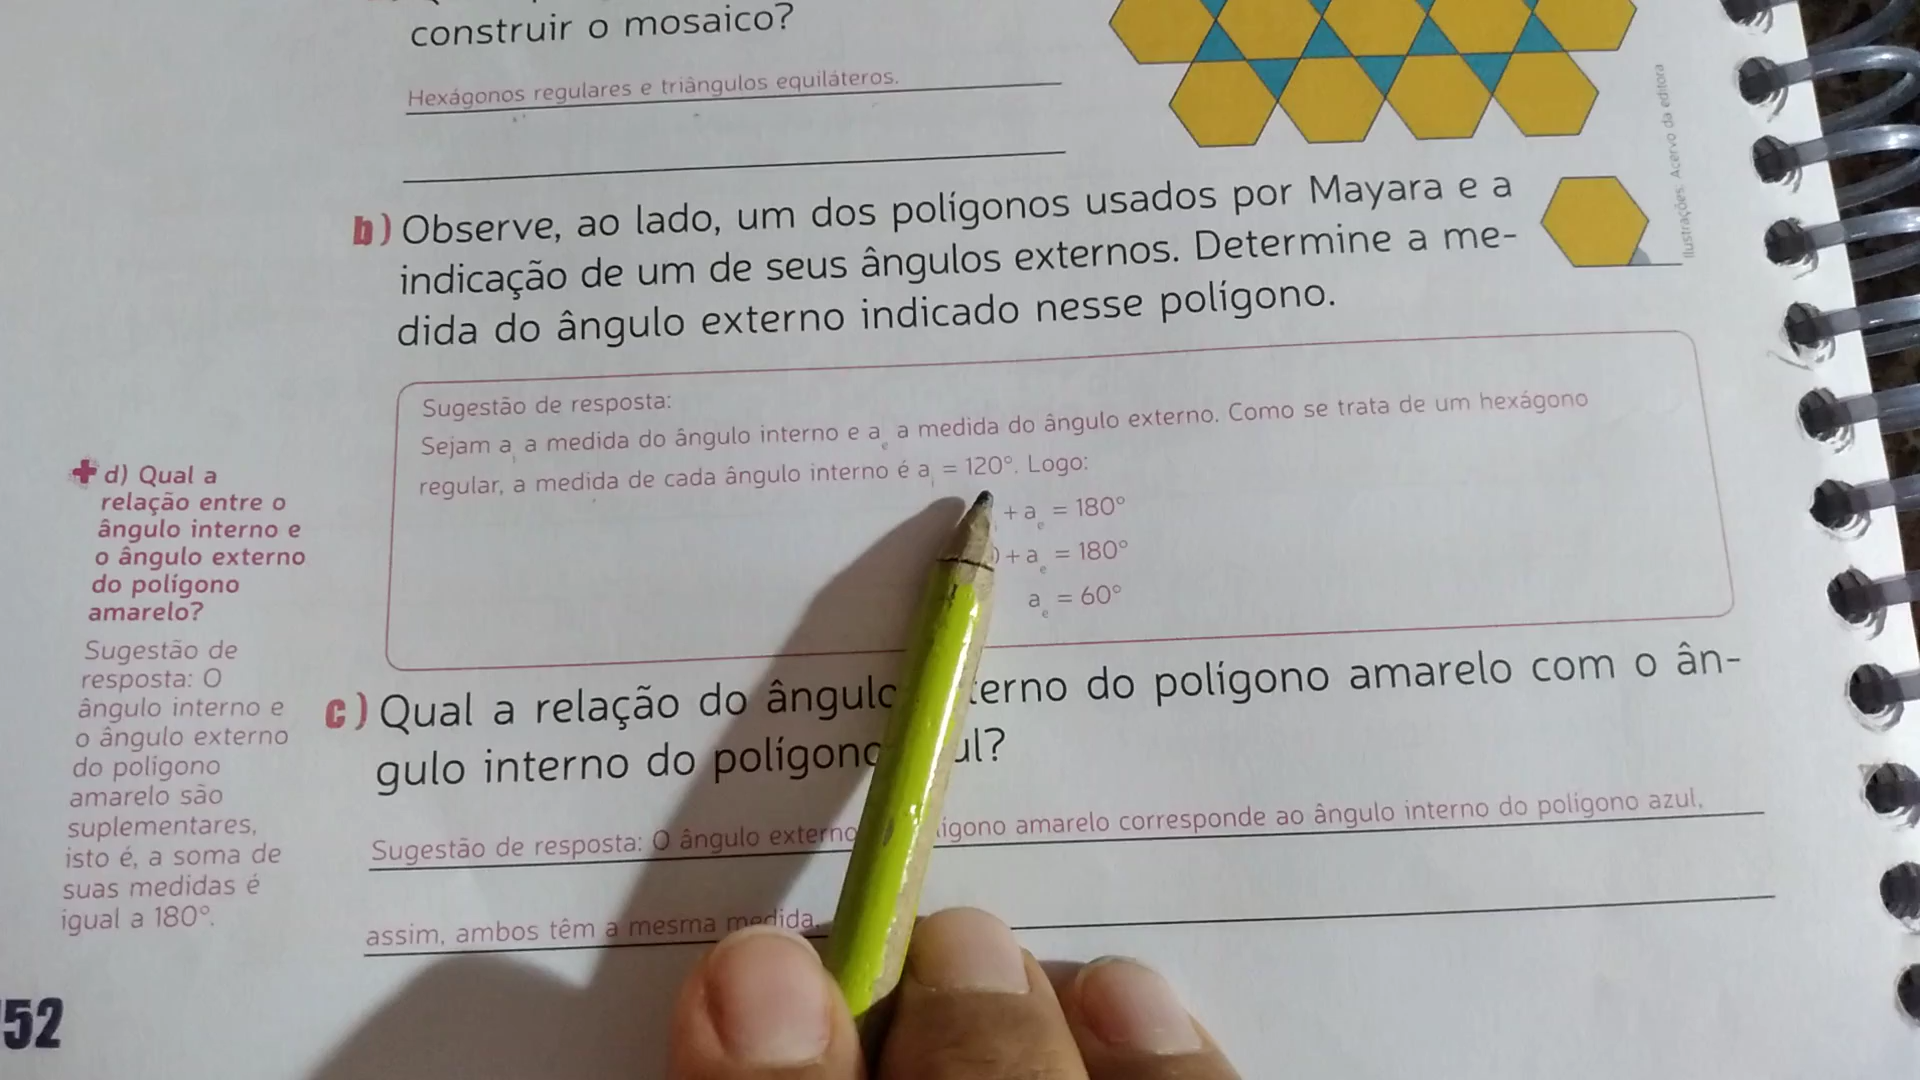 construir o mosaico?
Hexágonos regulares e triângulos equiláteros.
b) Observe, ao lado, um dos polígonos usados por Mayara e a
indicação de um de seus ângulos externos. Determine a me-
dida do ângulo externo indicado nesse polígono.
Ilustrações: Acervo da editora
Sugestão de resposta:
Sejam aᵢ a medida do ângulo interno e aₑ a medida do ângulo externo. Como se trata de um hexágono
regular, a medida de cada ângulo interno é aᵢ = 120°. Logo:
+ aₑ = 180°
+ aₑ = 180°
aₑ = 60°
+ d) Qual a
relação entre o
ângulo interno e
o ângulo externo
do polígono
amarelo?
Sugestão de
resposta: O
ângulo interno e
o ângulo externo
do polígono
amarelo são
suplementares,
isto é, a soma de
suas medidas é
igual a 180°.
c) Qual a relação do ângulo do polígono amarelo com o ân-
gulo interno do polígono
Sugestão de resposta: O ângulo externo amarelo corresponde ao ângulo interno do polígono azul,
assim, ambos têm a mesma medida.
52